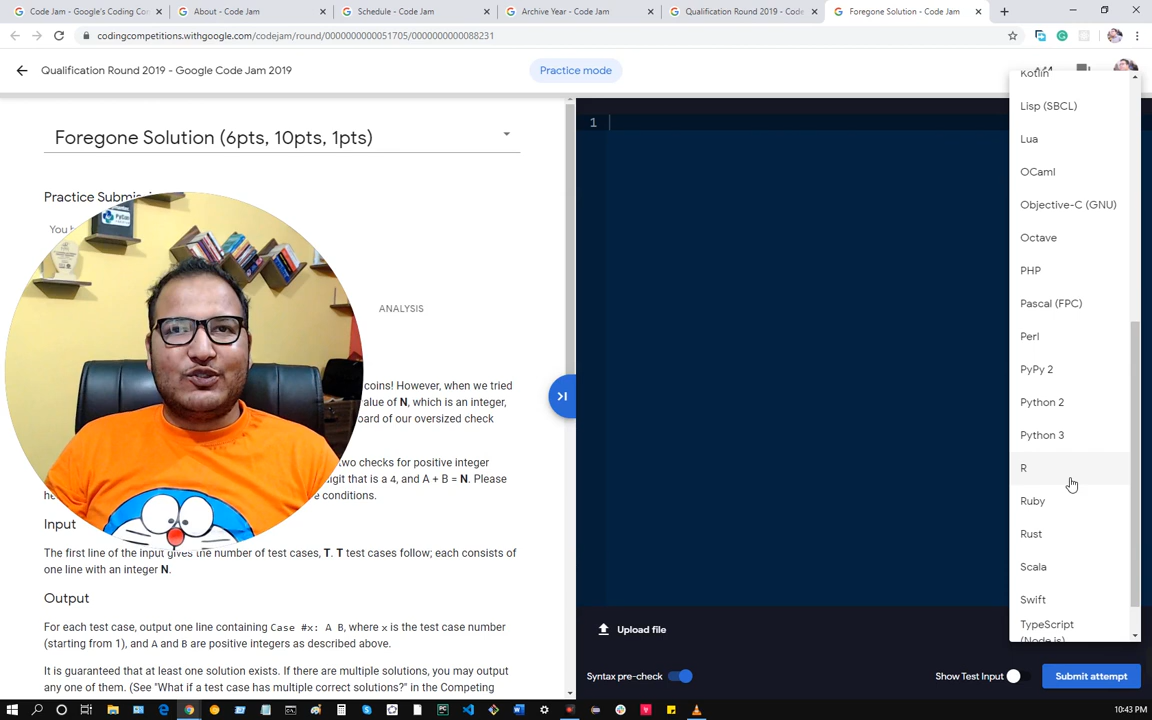 Code Jam - Google's Coding Con
About - Code Jam
Schedule - Code Jam
Archive Year - Code Jam
Qualification Round 2019 - Code
Foregone Solution - Code Jam
codingcompetitions.withgoogle.com/codejam/round/0000000000051705/0000000000088231
Qualification Round 2019 - Google Code Jam 2019
Practice mode
Foregone Solution (6pts, 10pts, 1pts)
Practice Submissi
You h
ANALYSIS
coins! However, when we tried
value of N, which is an integer,
oard of our oversized check
two checks for positive integer
igit that is a 4, and A + B = N. Please
he
e conditions.
Input
The first line of the input gives the number of test cases, T. T test cases follow; each consists of
one line with an integer N.
Output
For each test case, output one line containing Case #x: A B, where x is the test case number
(starting from 1), and A and B are positive integers as described above.
It is guaranteed that at least one solution exists. If there are multiple solutions, you may output
any one of them. (See "What if a test case has multiple correct solutions?" in the Competing
1
Kotlin
Lisp (SBCL)
Lua
OCaml
Objective-C (GNU)
Octave
PHP
Pascal (FPC)
Perl
PyPy 2
Python 2
Python 3
R
Ruby
Rust
Scala
Swift
TypeScript
(Node.js)
Upload file
Syntax pre-check
Show Test Input
Submit attempt
10:43 PM